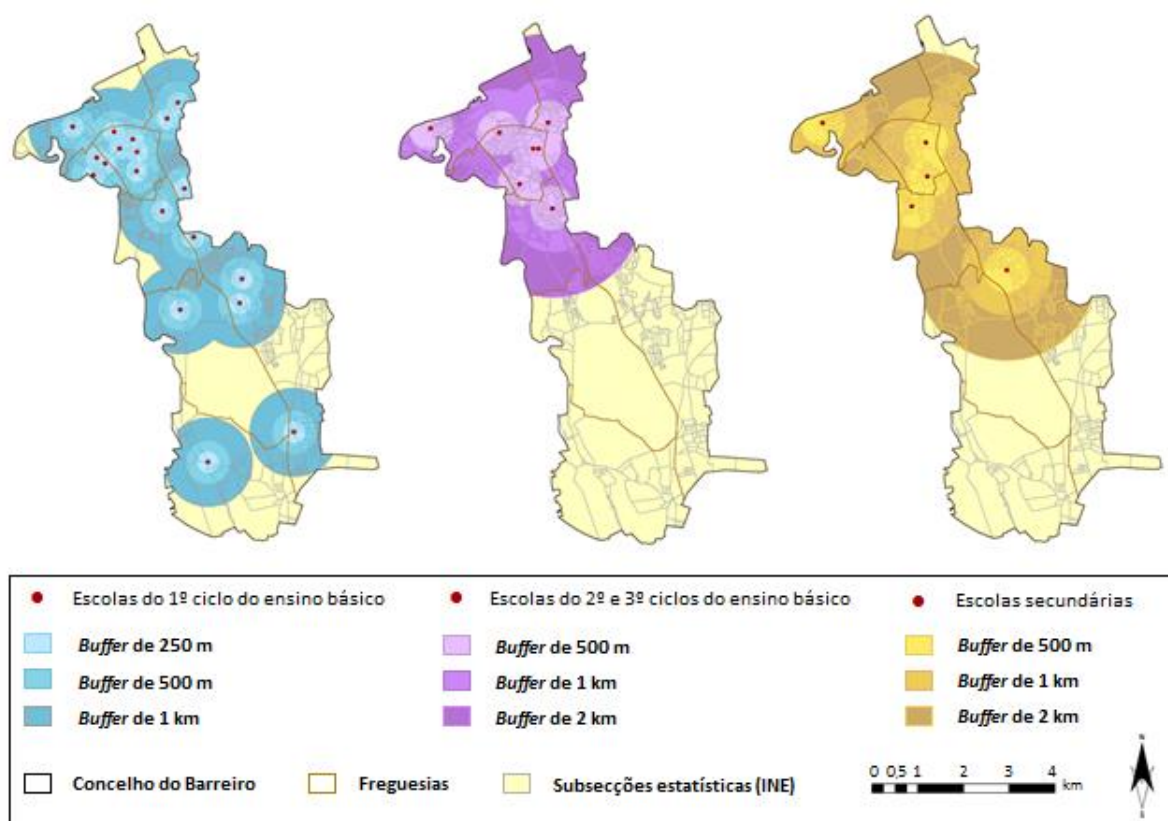 Escolas do 1º ciclo do ensino básico
Buffer de 250 m
Buffer de 500 m
Buffer de 1 km
Escolas do 2º e 3º ciclos do ensino básico
Buffer de 500 m
Buffer de 1 km
Buffer de 2 km
Escolas secundárias
Buffer de 500 m
Buffer de 1 km
Buffer de 2 km
Concelho do Barreiro
Freguesias
Subsecções estatísticas (INE)
0 0,5 1 2 3 4
km
N
S